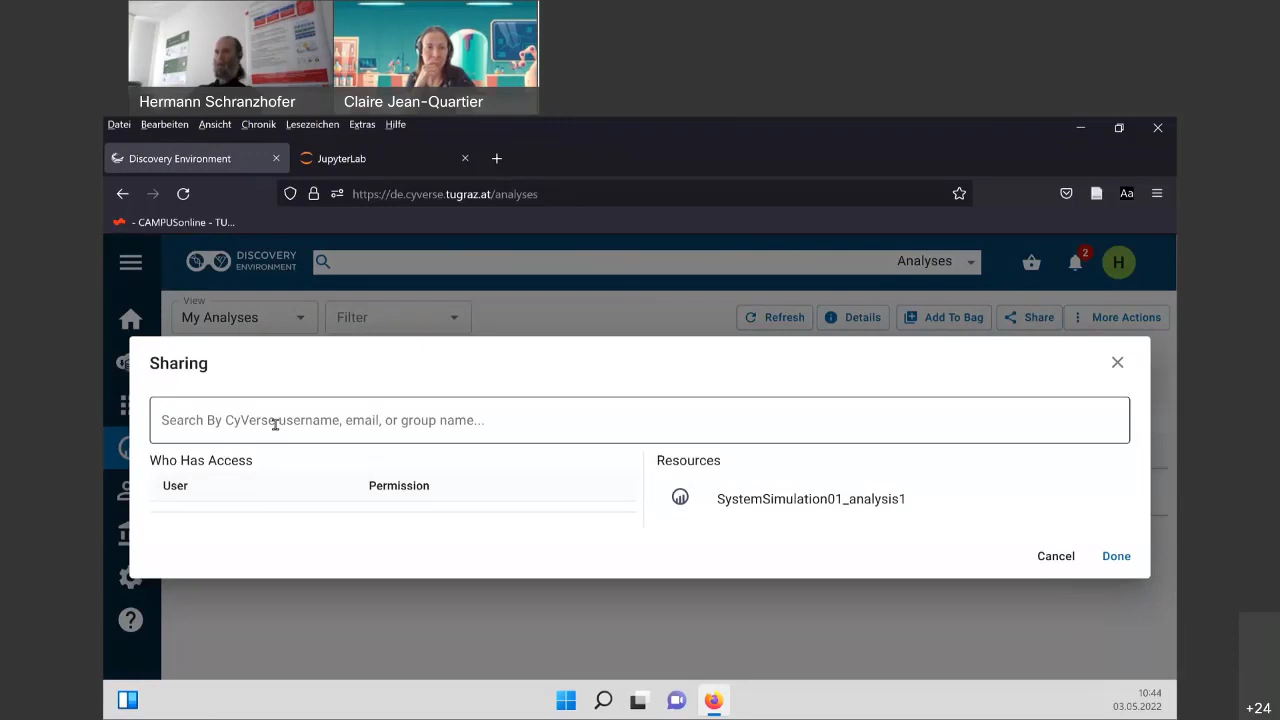 Hermann Schranzhofer
Claire Jean-Quartier
Datei Bearbeiten Ansicht Chronik Lesezeichen Extras Hilfe
Discovery Environment
JupyterLab
https://de.cyverse.tugraz.at/analyses
Aa
- CAMPUSonline - TU...
DISCOVERY
ENVIRONMENT
Analyses
2
H
View
My Analyses
Filter
Refresh
Details
Add To Bag
Share
More Actions
Sharing
Search By CyVerse username, email, or group name...
Who Has Access
Resources
User
Permission
SystemSimulation01_analysis1
Cancel
Done
10:44
03.05.2022
+24